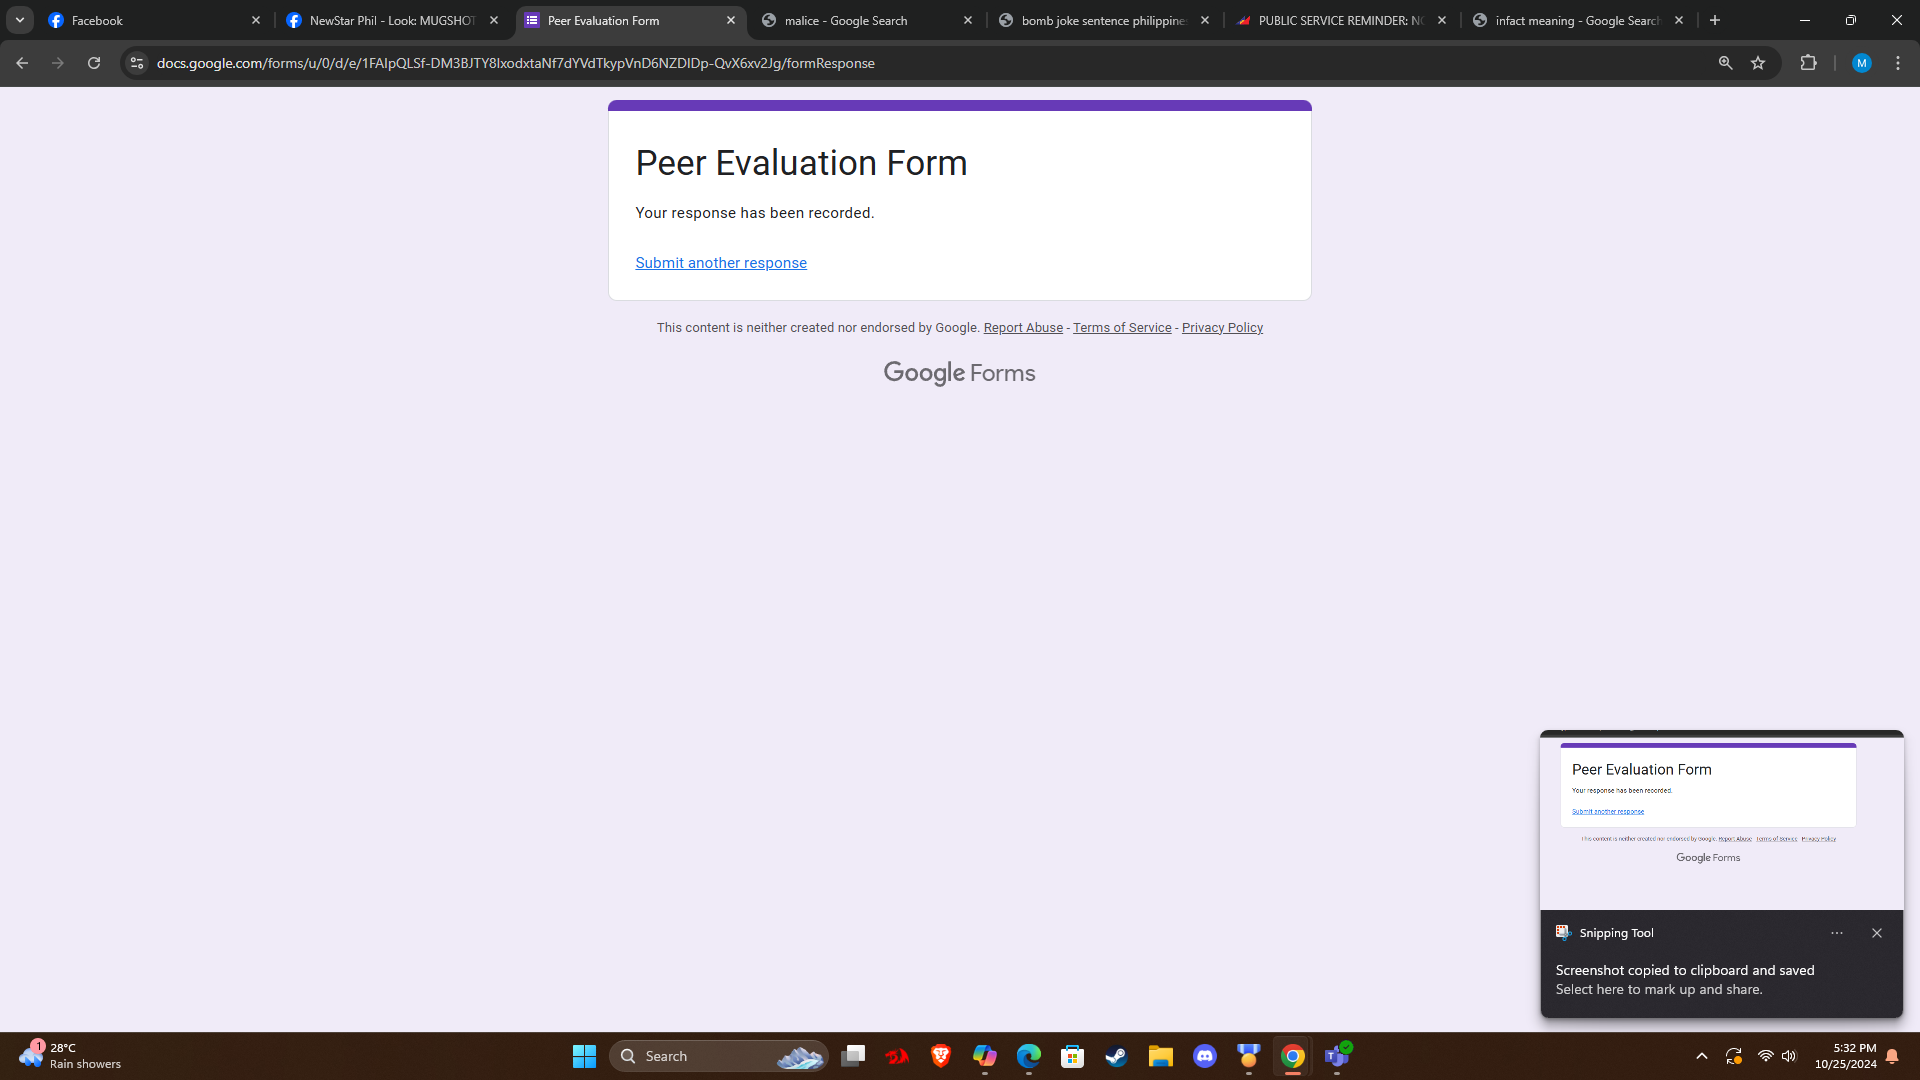 Facebook
NewStar Phil - Look: MUGSHOT
Peer Evaluation Form
malice - Google Search
bomb joke sentence philippine
PUBLIC SERVICE REMINDER: NO
infact meaning - Google Search
docs.google.com/forms/u/0/d/e/1FAIpQLSf-DM3BJTY8lxodxtaNf7dYVdTkypVnD6NZDIDp-QvX6xv2Jg/formResponse
M
Peer Evaluation Form
Your response has been recorded.
Submit another response
This content is neither created nor endorsed by Google. Report Abuse - Terms of Service - Privacy Policy
Google Forms
Peer Evaluation Form
Your response has been recorded.
Submit another response
This content is neither created nor endorsed by Google. Report Abuse - Terms of Service - Privacy Policy
Google Forms
Snipping Tool
Screenshot copied to clipboard and saved
Select here to mark up and share.
1
28°C
Rain showers
Search
5:32 PM
10/25/2024